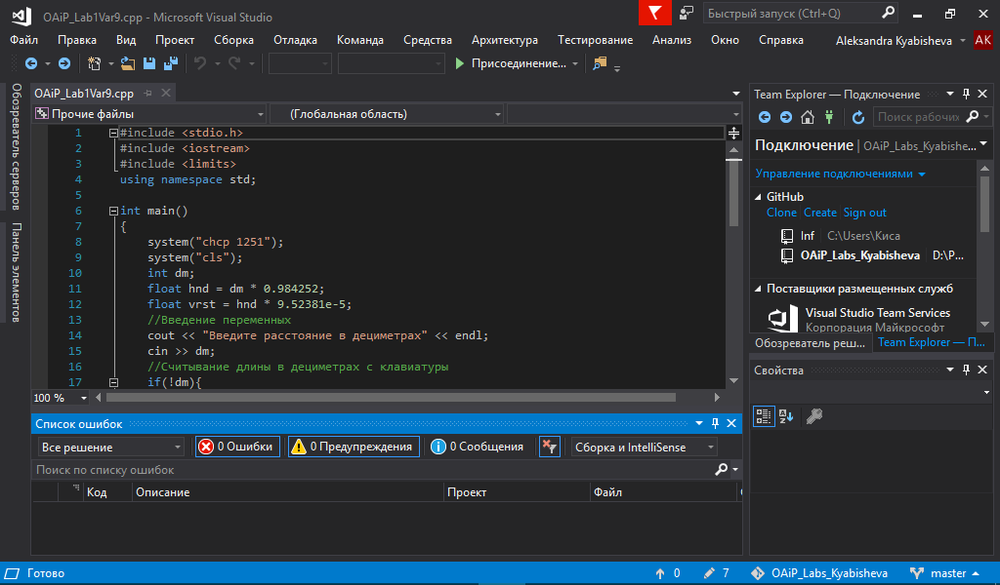 OAiP_Lab1Var9.cpp - Microsoft Visual Studio
Быстрый запуск (Ctrl+Q)
Файл Правка Вид Проект Сборка Отладка Команда Средства Архитектура Тестирование Анализ Окно Справка Aleksandra Kyabisheva AK
Присоединение...
Обозреватель серверов
Панель элементов
OAiP_Lab1Var9.cpp
Прочие файлы (Глобальная область)
1 #include <stdio.h>
2 #include <iostream>
3 #include <limits>
4 using namespace std;
5
6 int main()
7 {
8 system("chcp 1251");
9 system("cls");
10 int dm;
11 float hnd = dm * 0.984252;
12 float vrst = hnd * 9.52381e-5;
13 //Введение переменных
14 cout << "Введите расстояние в дециметрах" << endl;
15 cin >> dm;
16 //Считывание длины в дециметрах с клавиатуры
17 if(!dm){
100 %
Список ошибок
Все решение 0 Ошибки 0 Предупреждения 0 Сообщения Сборка и IntelliSense
Поиск по списку ошибок
Код Описание Проект Файл
Team Explorer — Подключение
Поиск рабочих
Подключение | OAiP_Labs_Kyabishe...
Управление подключениями
GitHub
Clone Create Sign out
Inf C:\Users\Киса
OAiP_Labs_Kyabisheva D:\P...
Поставщики размещенных служб
Visual Studio Team Services
Корпорация Майкрософт
Обозреватель реш... Team Explorer — П...
Свойства
Готово 0 7 OAiP_Labs_Kyabisheva master